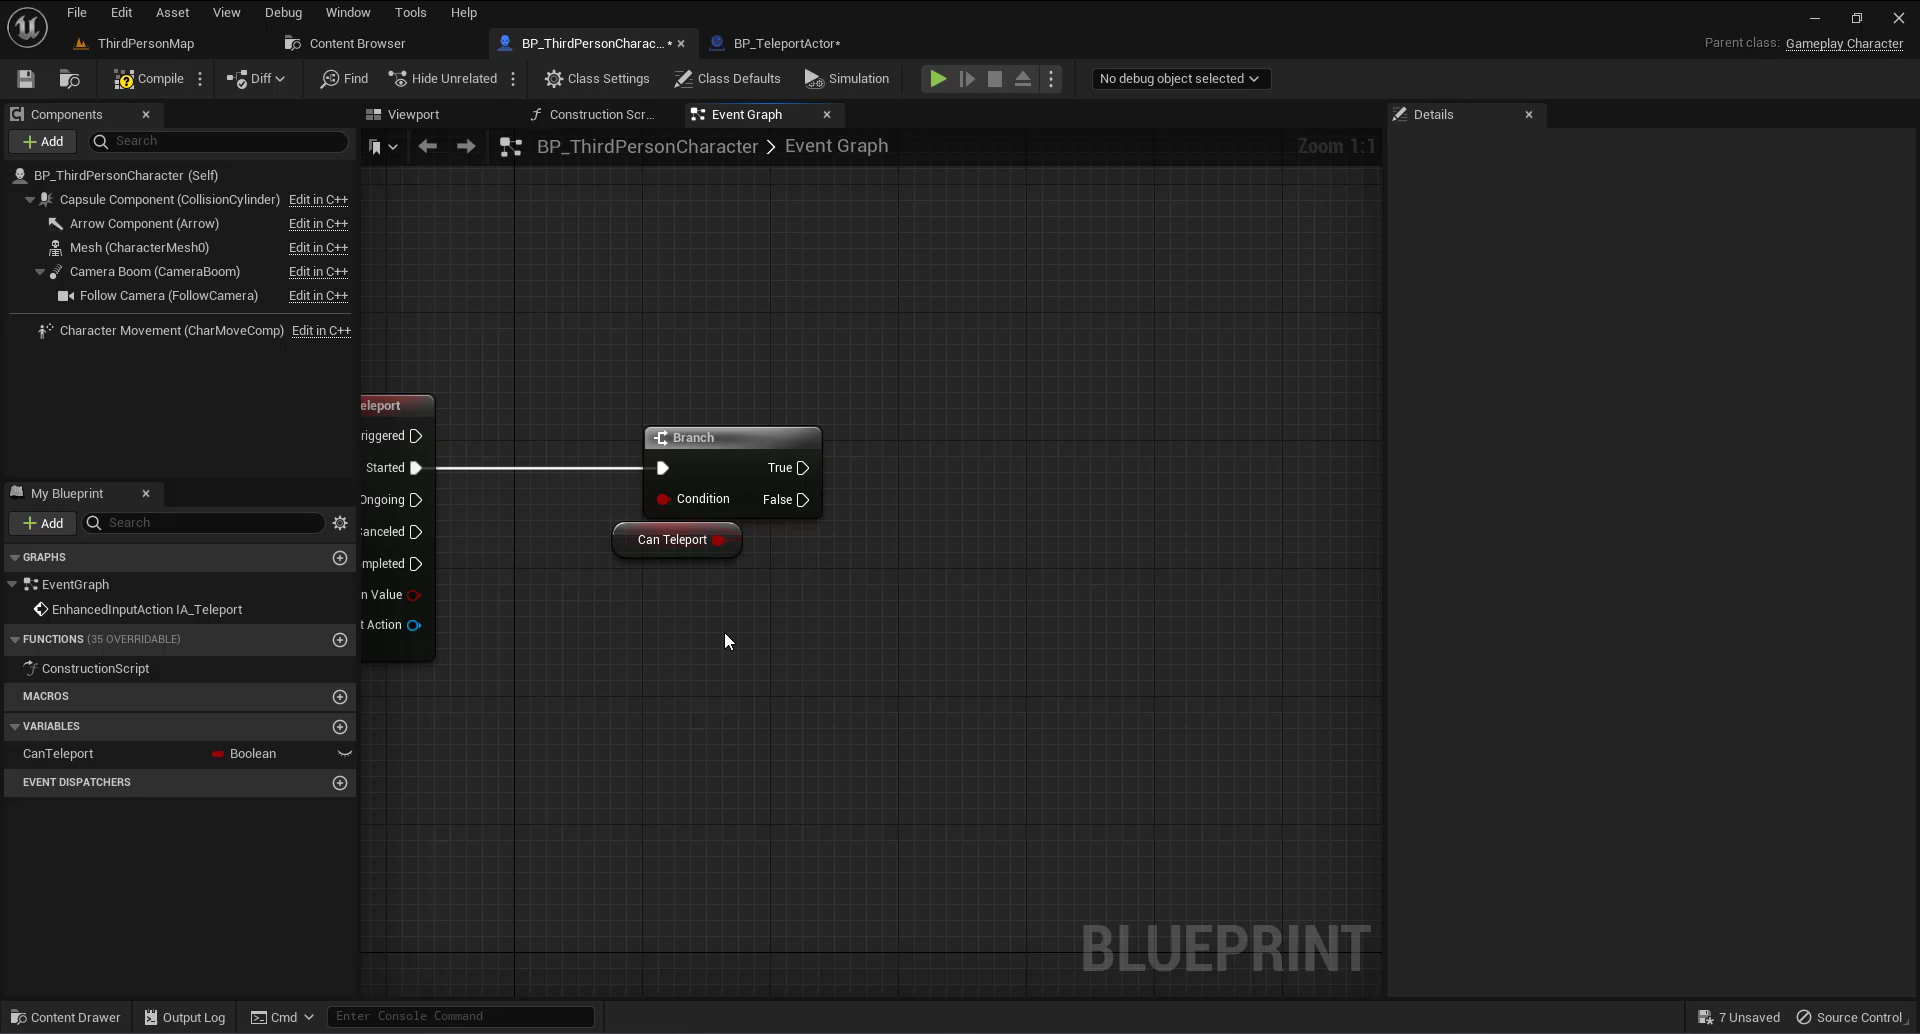 File Edit Asset View Debug Window Tools Help
ThirdPersonMap Content Browser BP_ThirdPersonCharac...* BP_TeleportActor*
Parent class: Gameplay Character
Compile Diff Find Hide Unrelated Class Settings Class Defaults Simulation No debug object selected
Components
Add Search
BP_ThirdPersonCharacter (Self)
Capsule Component (CollisionCylinder) Edit in C++
Arrow Component (Arrow) Edit in C++
Mesh (CharacterMesh0) Edit in C++
Camera Boom (CameraBoom) Edit in C++
Follow Camera (FollowCamera) Edit in C++
Character Movement (CharMoveComp) Edit in C++
My Blueprint
Add Search
GRAPHS
EventGraph
EnhancedInputAction IA_Teleport
FUNCTIONS (35 OVERRIDABLE)
ConstructionScript
MACROS
VARIABLES
CanTeleport Boolean
EVENT DISPATCHERS
Viewport Construction Scr... Event Graph
BP_ThirdPersonCharacter > Event Graph
Zoom 1:1
eleport
riggered
Started
Ongoing
Canceled
mpleted
n Value
t Action
Branch
True
Condition False
Can Teleport
BLUEPRINT
Details
Content Drawer Output Log Cmd Enter Console Command
7 Unsaved Source Control